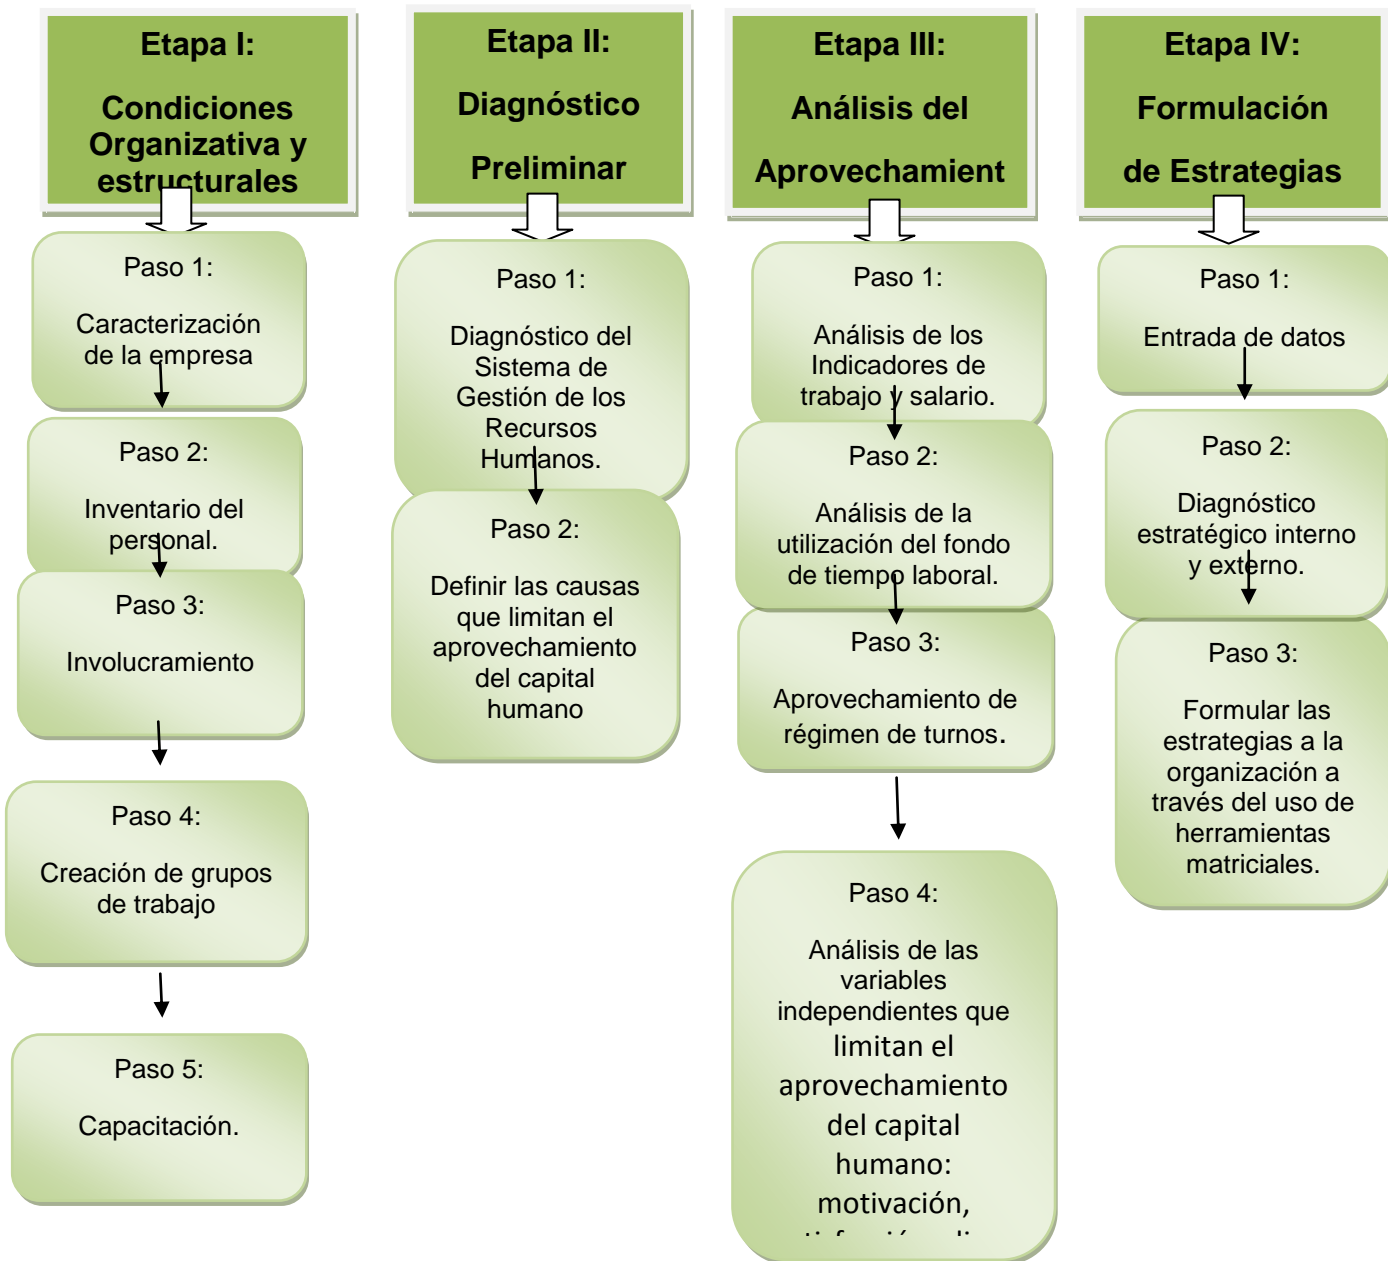 Etapa I:
Condiciones
Organizativa y
estructurales
Paso 1:
Caracterización
de la empresa
Paso 2:
Inventario del
personal.
Paso 3:
Involucramiento
Paso 4:
Creación de grupos
de trabajo
Paso 5:
Capacitación.
Etapa II:
Diagnóstico
Preliminar
Paso 1:
Diagnóstico del
Sistema de
Gestión de los
Recursos
Humanos.
Paso 2:
Definir las causas
que limitan el
aprovechamiento
del capital
humano
Etapa III:
Análisis del
Aprovechamient
Paso 1:
Análisis de los
Indicadores de
trabajo y salario.
Paso 2:
Análisis de la
utilización del fondo
de tiempo laboral.
Paso 3:
Aprovechamiento de
régimen de turnos.
Paso 4:
Análisis de las
variables
independientes que
limitan el
aprovechamiento
del capital
humano:
motivación,
Etapa IV:
Formulación
de Estrategias
Paso 1:
Entrada de datos
Paso 2:
Diagnóstico
estratégico interno
y externo.
Paso 3:
Formular las
estrategias a la
organización a
través del uso de
herramientas
matriciales.